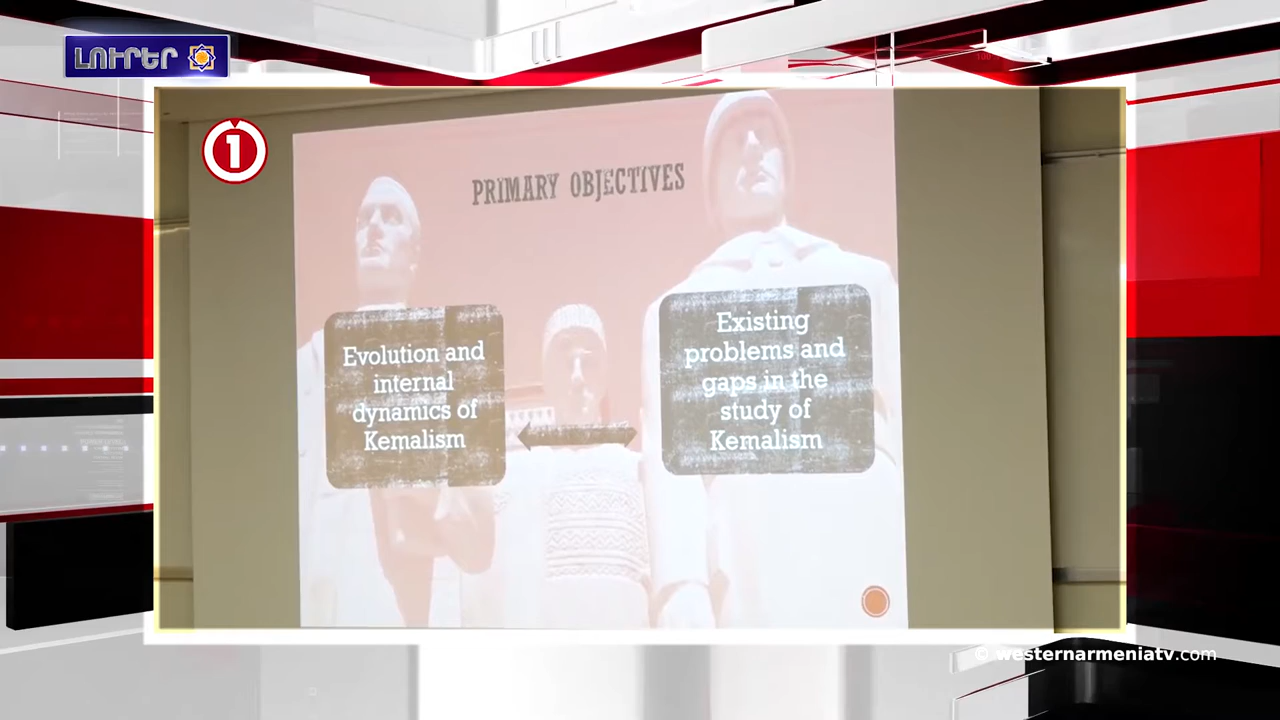 ԼՈՒՐԵՐ
1
PRIMARY OBJECTIVES
Evolution and
internal
dynamics of
Kemalism
Existing
problems and
gaps in the
study of
Kemalism
© westernarmeniatv.com